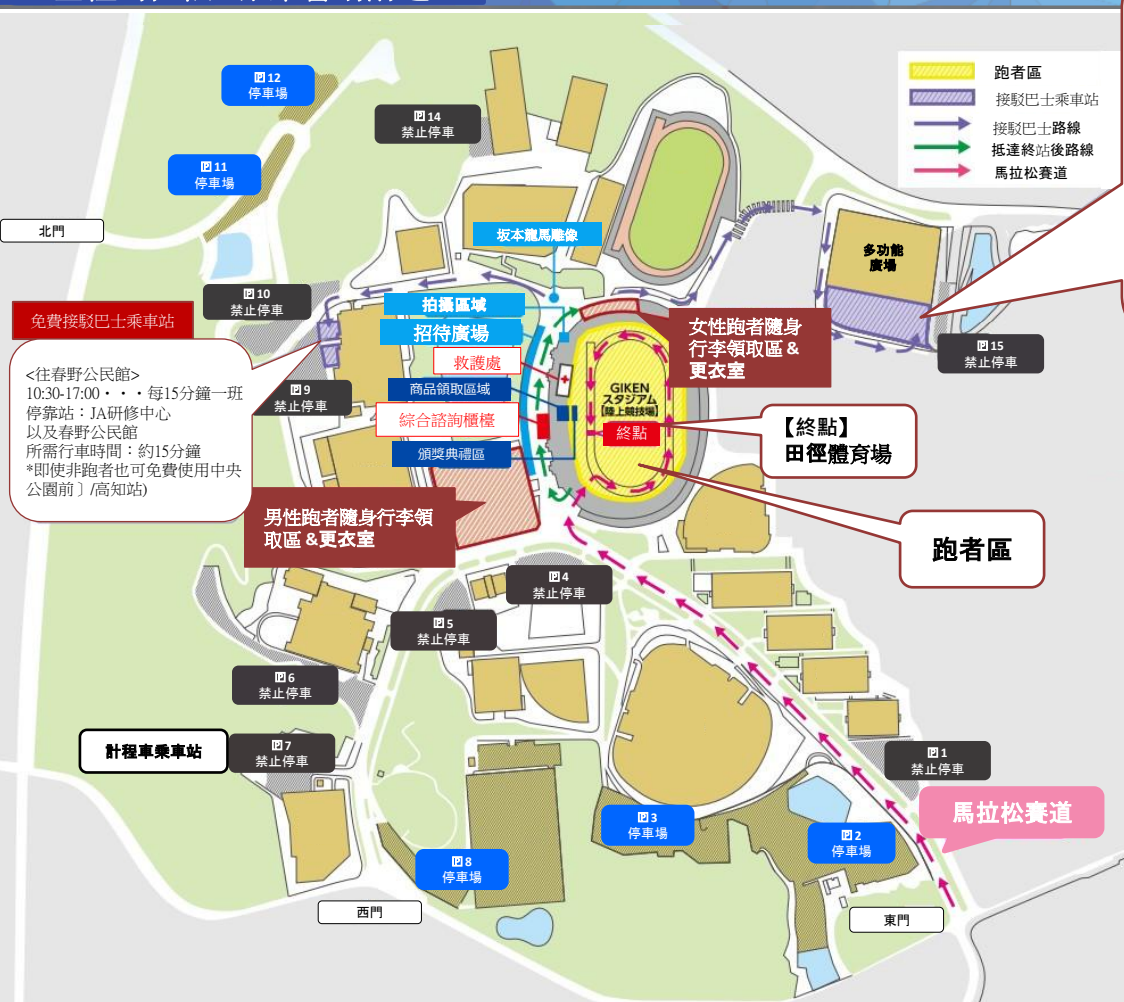 跑者區
接駁巴士乘車站
接駁巴士路線
抵達終站後路線
馬拉松賽道
P12
停車場
P14
禁止停車
P11
停車場
北門
坂本龍馬雕像
多功能
廣場
P10
禁止停車
拍攝區域
招待廣場
免費接駁巴士乘車站
女性跑者隨身
行李領取區 &
更衣室
P15
禁止停車
救護處
<往春野公民館>
10:30-17:00・・・每15分鐘一班
停靠站：JA研修中心
以及春野公民館
所需行車時間：約15分鐘
*即使非跑者也可免費使用中央
公園前〕/高知站)
P9
禁止停車
商品領取區域
GIKEN
スタジアム
【陸上競技場】
綜合諮詢櫃檯
終點
【終點】
田徑體育場
頒獎典禮區
男性跑者隨身行李領
取區 &更衣室
跑者區
P4
禁止停車
P5
禁止停車
P6
禁止停車
計程車乘車站
P7
禁止停車
P1
禁止停車
馬拉松賽道
P3
停車場
P2
停車場
P8
停車場
西門
東門